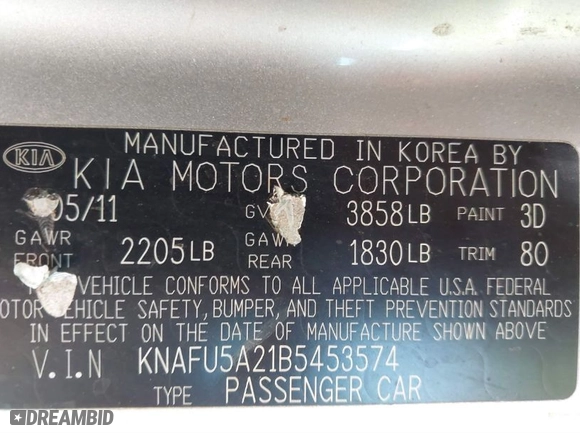 MANUFACTURED IN KOREA BY
KIA KIA MOTORS CORPORATION
05/11 3858LB PAINT 3D
GAWR FRONT 2205LB GAWR REAR 1830LB TRIM 80
VEHICLE CONFORMS TO ALL APPLICABLE U.S.A. FEDERAL
MOTOR VEHICLE SAFETY, BUMPER, AND THEFT PREVENTION STANDARDS
IN EFFECT ON THE DATE OF MANUFACTURE SHOWN ABOVE
V.I.N KNAFU5A21B5453574
TYPE PASSENGER CAR
DREAMBID